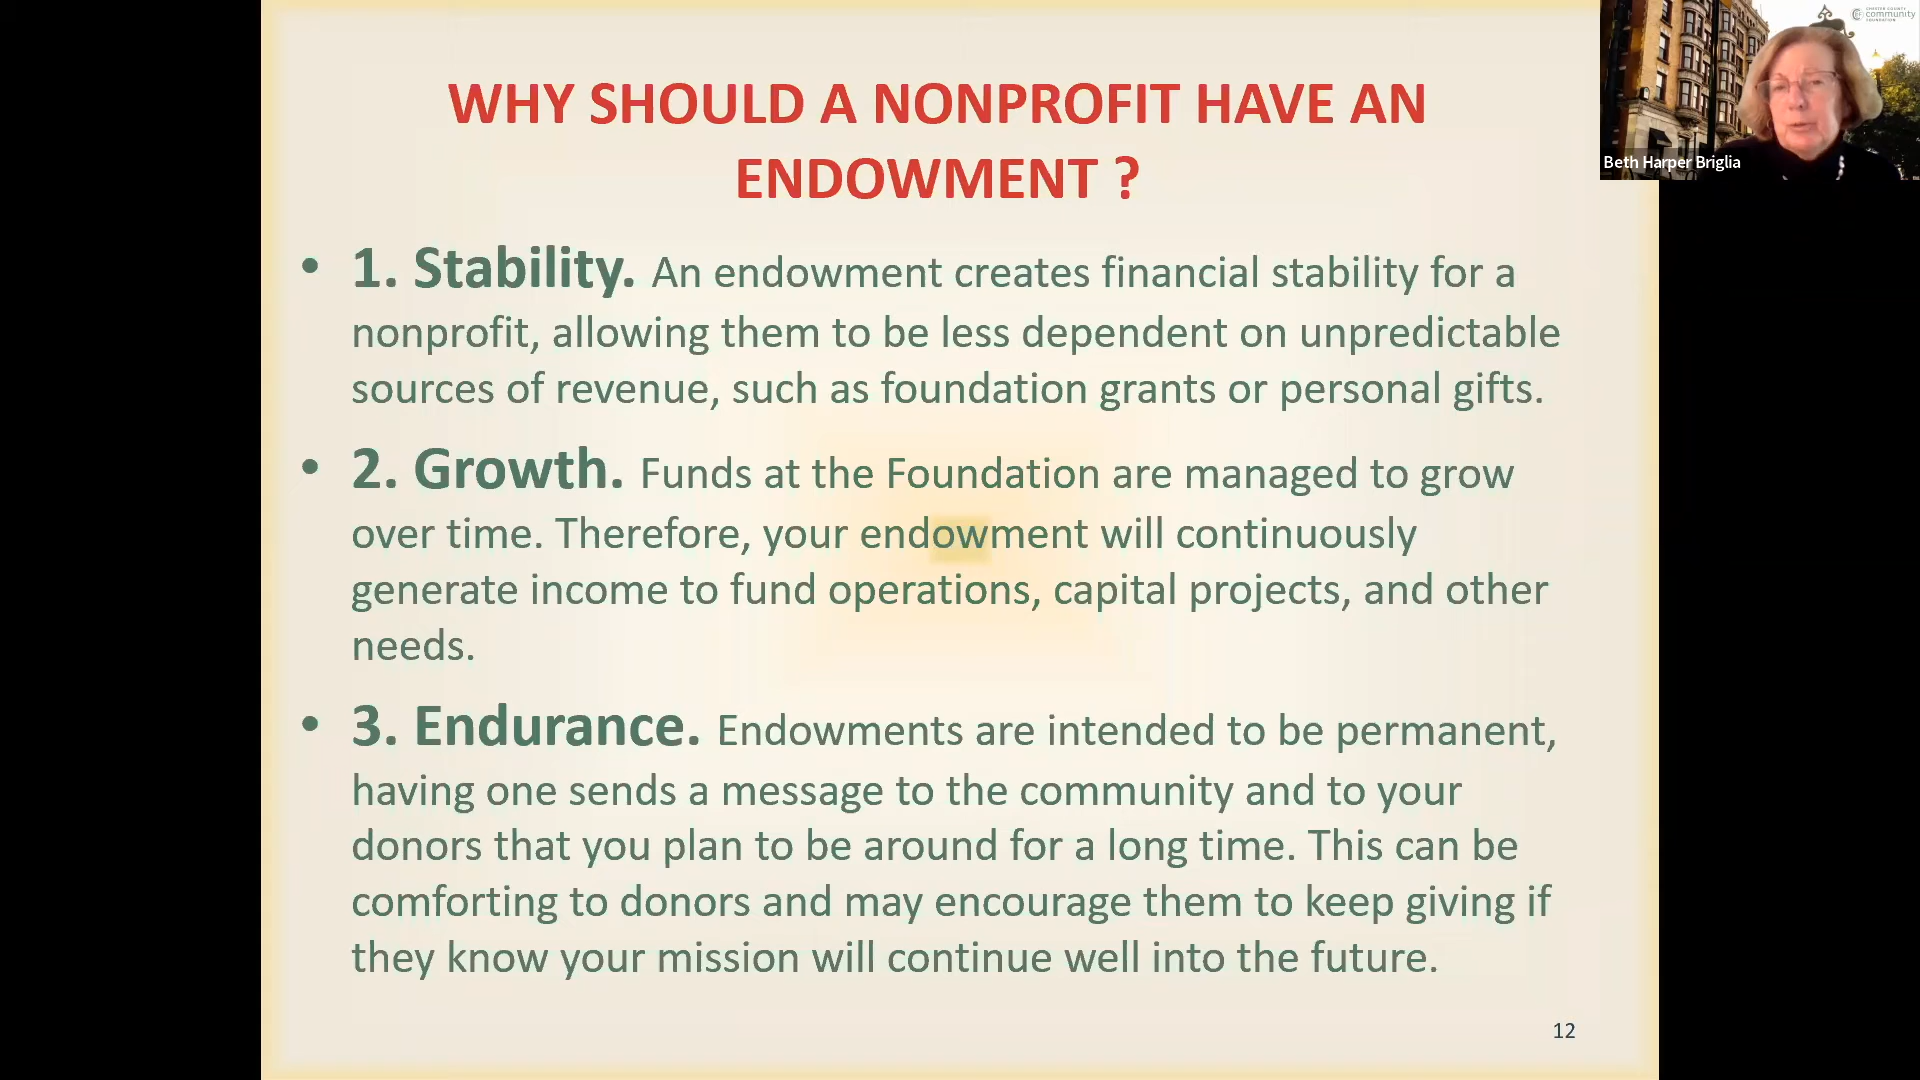 WHY SHOULD A NONPROFIT HAVE AN
ENDOWMENT ?
• 1. Stability. An endowment creates financial stability for a
nonprofit, allowing them to be less dependent on unpredictable
sources of revenue, such as foundation grants or personal gifts.
• 2. Growth. Funds at the Foundation are managed to grow
over time. Therefore, your endowment will continuously
generate income to fund operations, capital projects, and other
needs.
• 3. Endurance. Endowments are intended to be permanent,
having one sends a message to the community and to your
donors that you plan to be around for a long time. This can be
comforting to donors and may encourage them to keep giving if
they know your mission will continue well into the future.
12
CHESTER COUNTY
community
FOUNDATION
Beth Harper Briglia